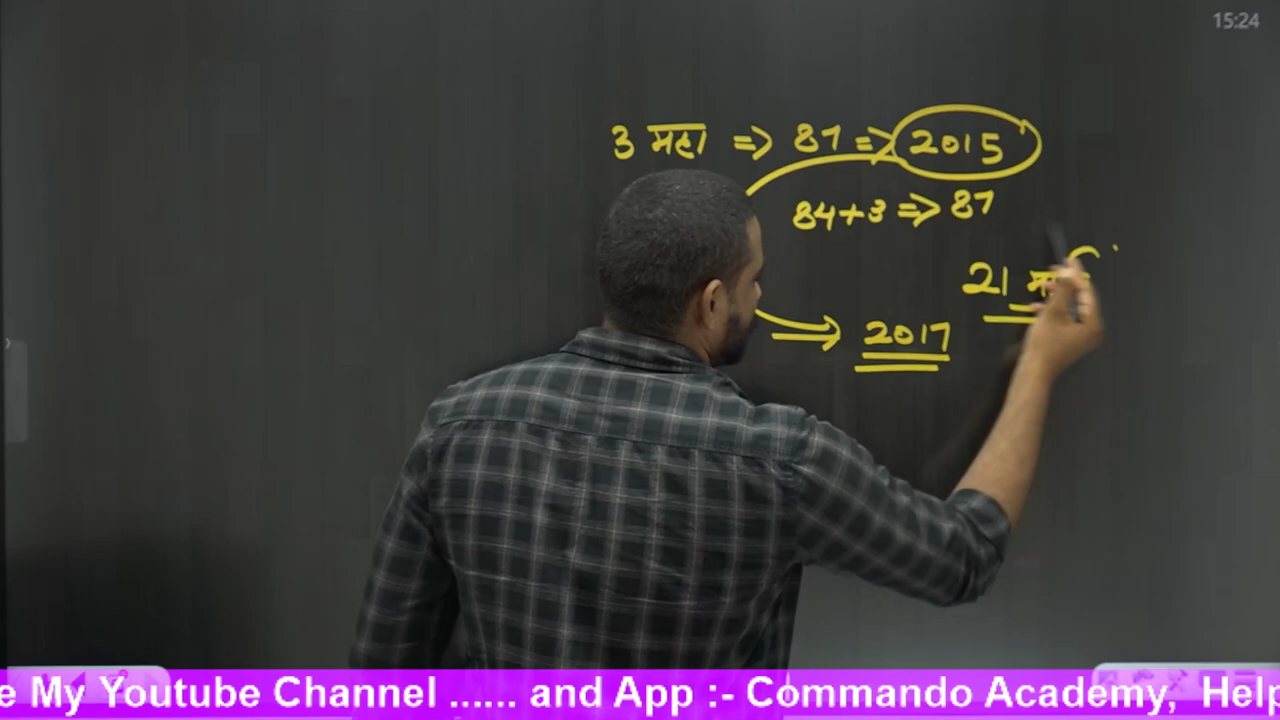 15:24
3 महा => 87 => 2015
84+3 => 87
21
=> 2017
e My Youtube Channel ...... and App :- Commando Academy, Help